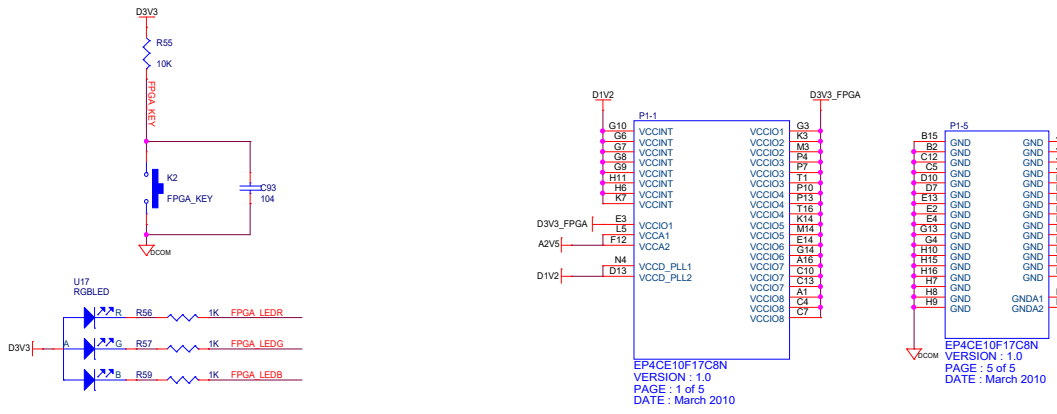 D3V3
R55
10K
FPGA_KEY
K2
FPGA_KEY
C93
104
DCOM
U17
RGBLED
D3V3
A
R R56 1K FPGA_LEDR
G R57 1K FPGA_LEDG
B R59 1K FPGA_LEDB
D1V2
D3V3_FPGA
P1-1
G10 VCCINT VCCIO1 G3
G6 VCCINT VCCIO2 K3
G7 VCCINT VCCIO2 M3
G8 VCCINT VCCIO3 P4
G9 VCCINT VCCIO3 P7
H11 VCCINT VCCIO3 T1
H6 VCCINT VCCIO4 P10
K7 VCCINT VCCIO4 P13
VCCIO4 T16
D3V3_FPGA E3 VCCIO1 VCCIO5 K14
L5 VCCA1 VCCIO5 M14
A2V5 F12 VCCA2 VCCIO6 E14
VCCIO6 G14
N4 VCCD_PLL1 VCCIO7 A16
D1V2 D13 VCCD_PLL2 VCCIO7 C10
VCCIO7 C13
VCCIO8 A1
VCCIO8 C4
VCCIO8 C7
EP4CE10F17C8N
VERSION : 1.0
PAGE : 1 of 5
DATE : March 2010
P1-5
B15 GND GND
B2 GND GND
C12 GND GND
C5 GND GND
D10 GND GND
D7 GND GND
E13 GND GND
E2 GND GND
E4 GND GND
G13 GND GND
G4 GND GND
H10 GND GND
H15 GND GND
H16 GND GND
H7 GND
H8 GND GNDA1
H9 GND GNDA2
DCOM
EP4CE10F17C8N
VERSION : 1.0
PAGE : 5 of 5
DATE : March 2010